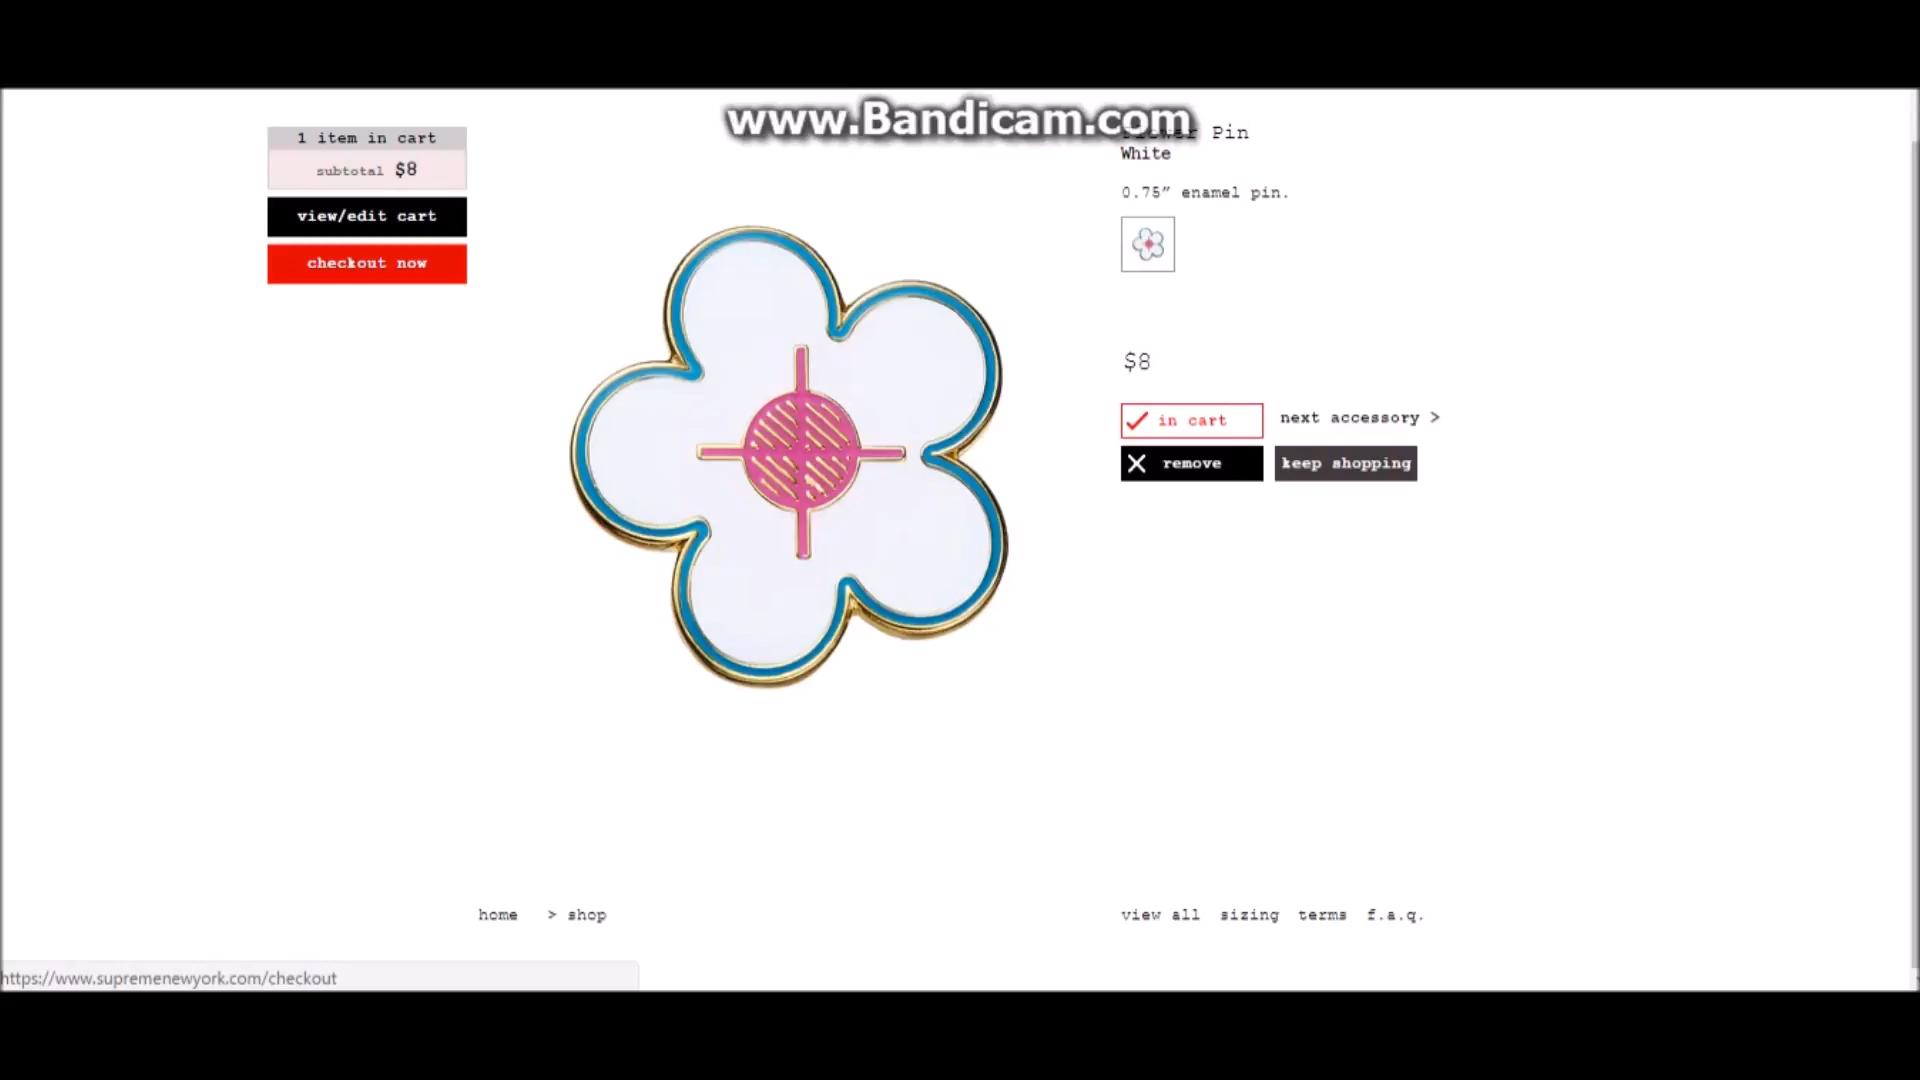 www.Bandicam.com
1 item in cart
subtotal $8
view/edit cart
checkout now
Flower Pin
White
0.75" enamel pin.
$8
in cart
next accessory >
remove
keep shopping
home > shop
view all sizing terms f.a.q.
https://www.supremenewyork.com/checkout